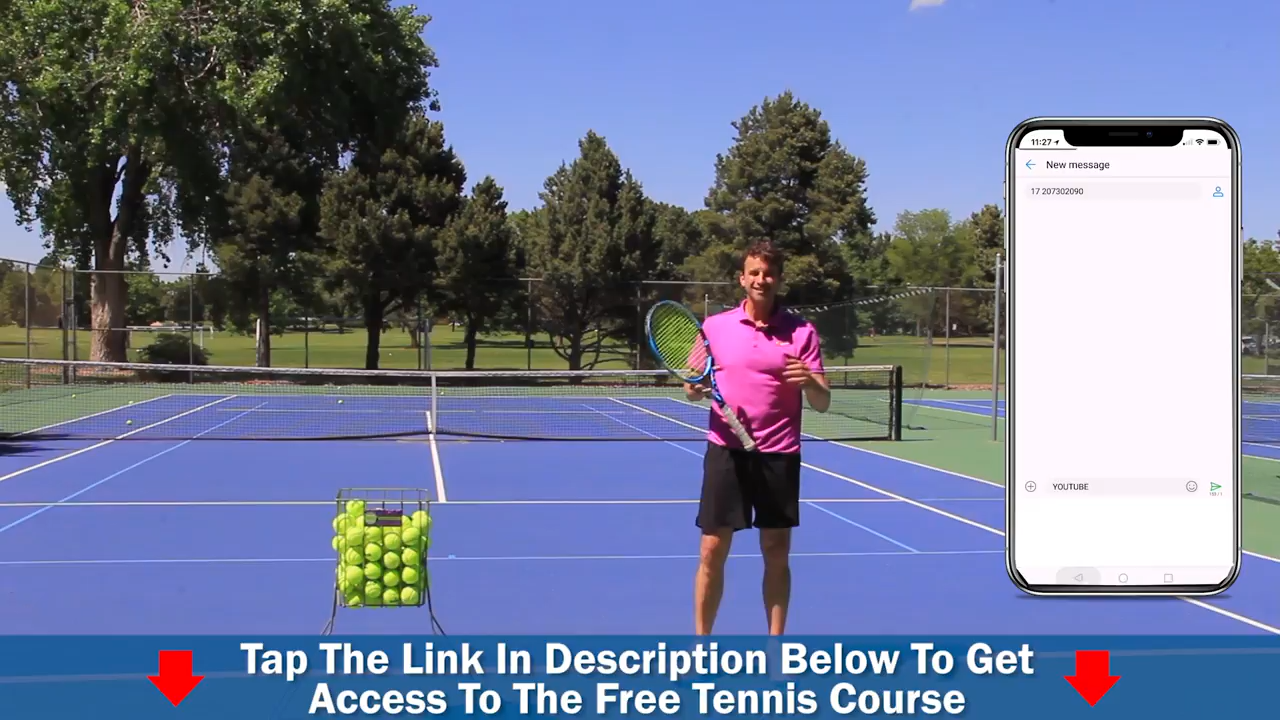 11:27
New message
17 207302090
YOUTUBE
Tap The Link In Description Below To Get
Access To The Free Tennis Course